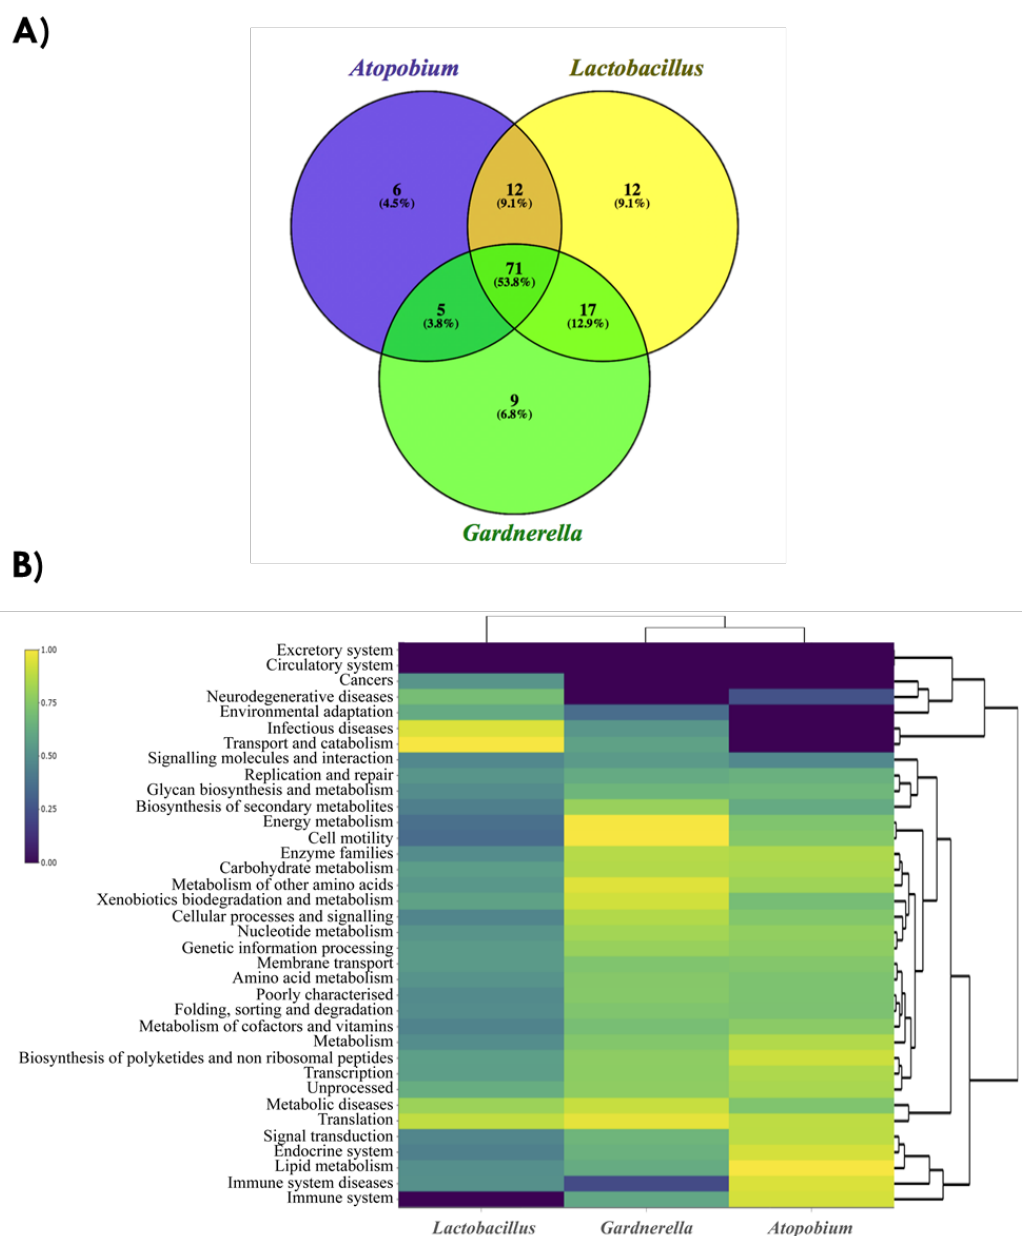 A)
Atopobium
Lactobacillus
6
(4.5%)
12
(9.1%)
12
(9.1%)
71
(53.8%)
5
(3.8%)
17
(12.9%)
9
(6.8%)
Gardnerella
B)
1.00
0.75
0.50
0.25
0.00
Excretory system
Circulatory system
Cancers
Neurodegenerative diseases
Environmental adaptation
Infectious diseases
Transport and catabolism
Signalling molecules and interaction
Replication and repair
Glycan biosynthesis and metabolism
Biosynthesis of secondary metabolites
Energy metabolism
Cell motility
Enzyme families
Carbohydrate metabolism
Metabolism of other amino acids
Xenobiotics biodegradation and metabolism
Cellular processes and signalling
Nucleotide metabolism
Genetic information processing
Membrane transport
Amino acid metabolism
Poorly characterised
Folding, sorting and degradation
Metabolism of cofactors and vitamins
Metabolism
Biosynthesis of polyketides and non ribosomal peptides
Transcription
Unprocessed
Metabolic diseases
Translation
Signal transduction
Endocrine system
Lipid metabolism
Immune system diseases
Immune system
Lactobacillus
Gardnerella
Atopobium